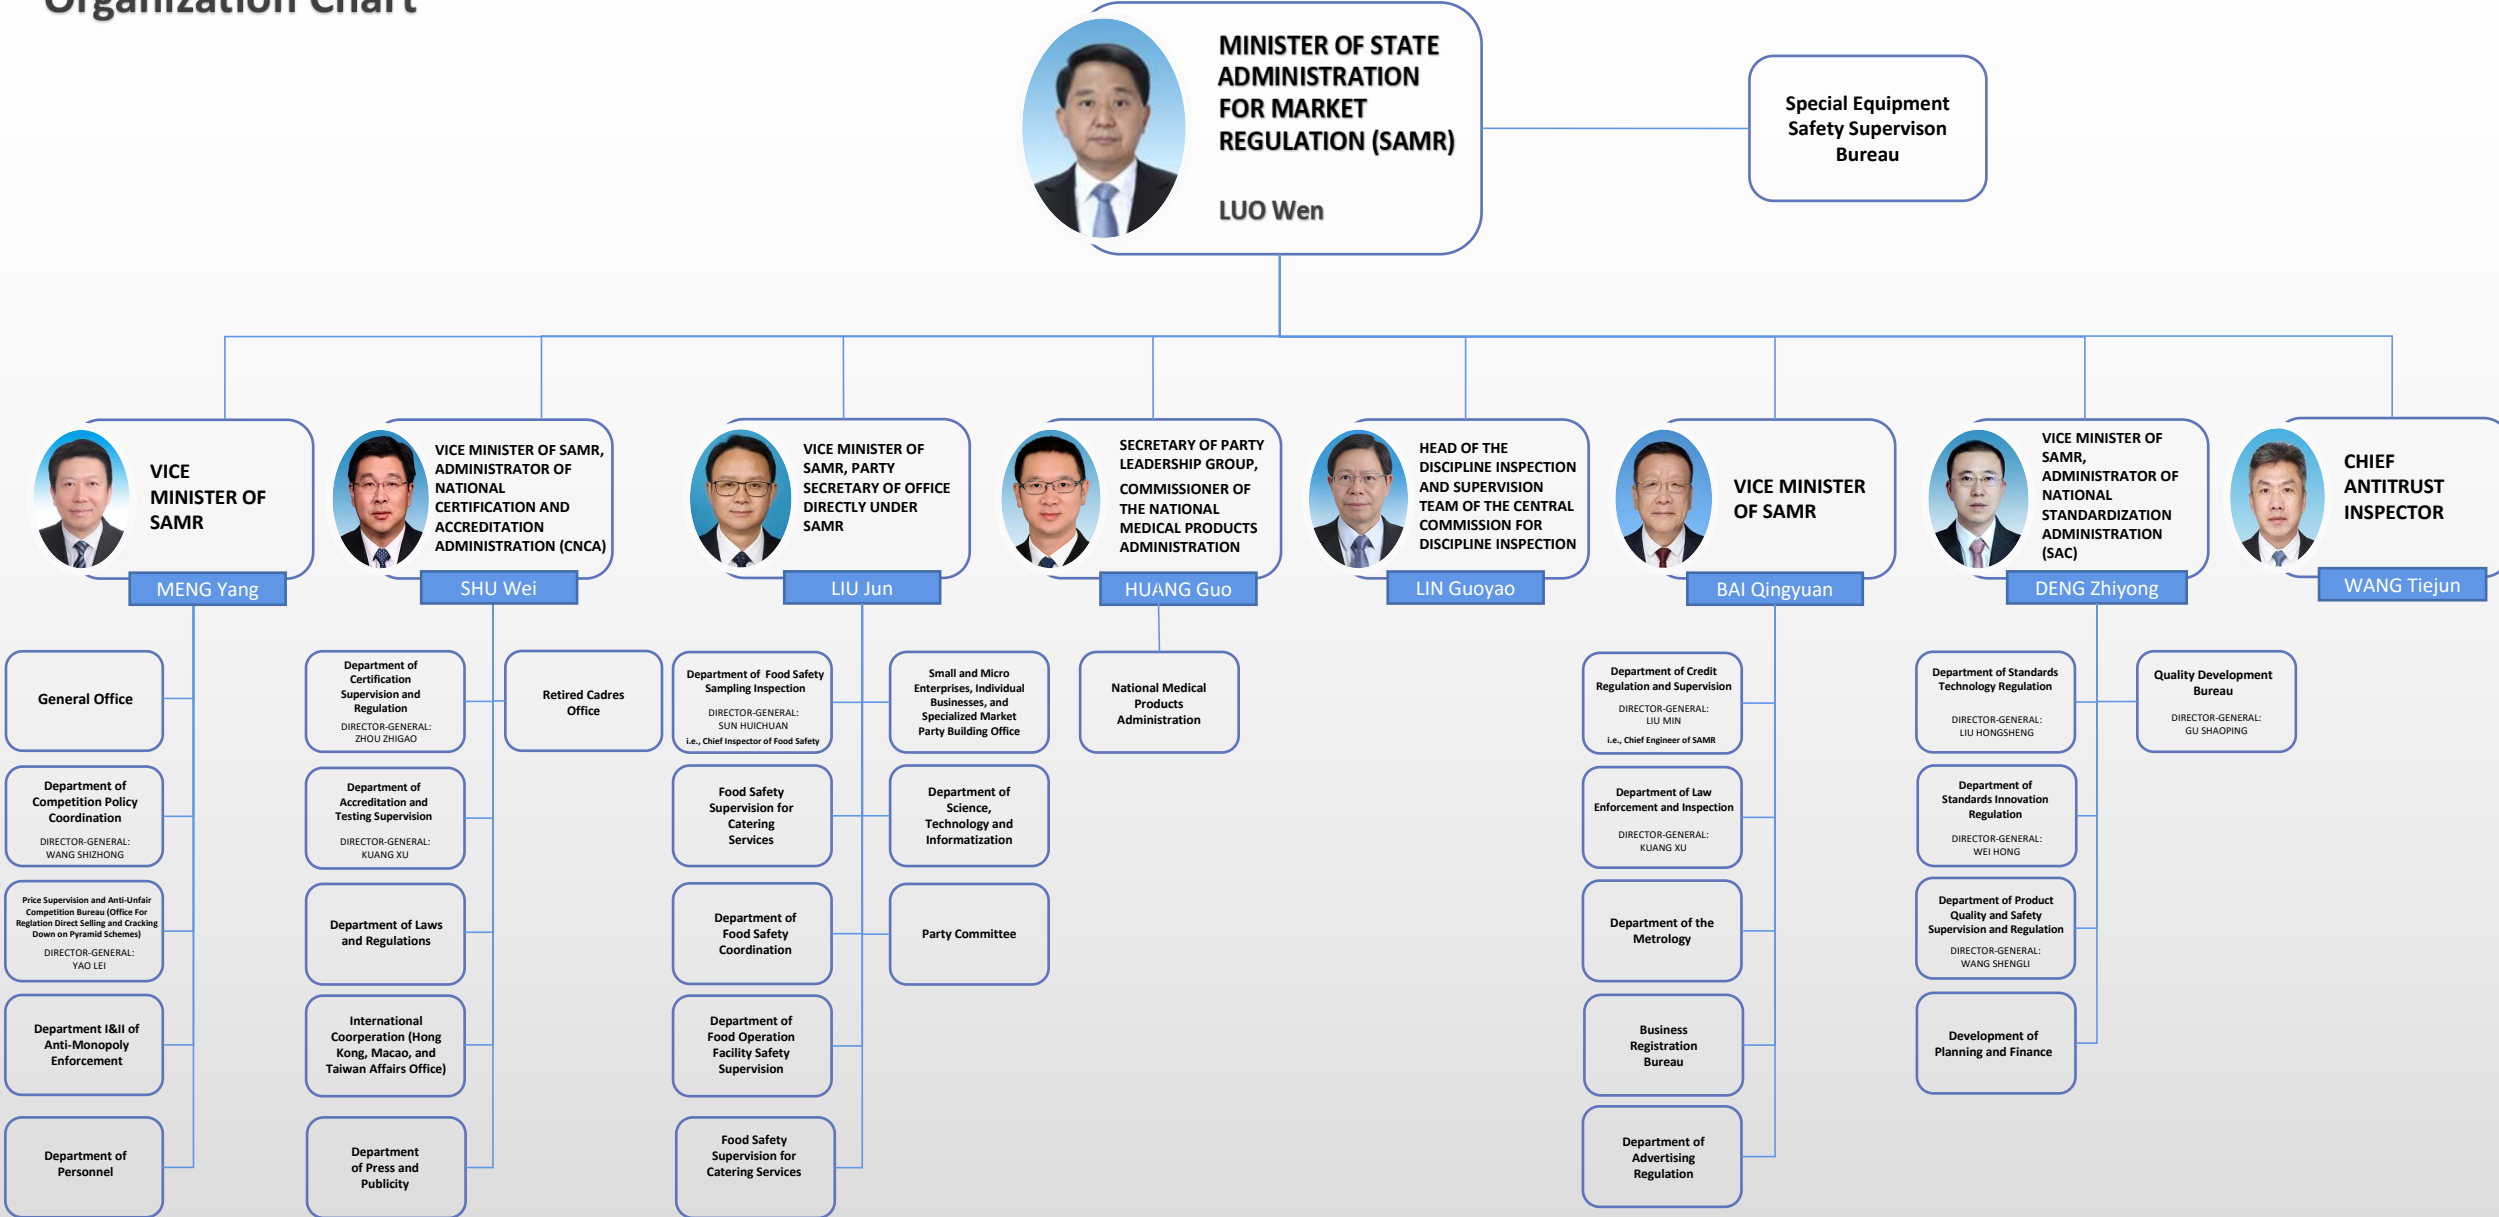 Organization Chart
MINISTER OF STATE
ADMINISTRATION
FOR MARKET
REGULATION (SAMR)
LUO Wen
Special Equipment
Safety Supervison
Bureau
VICE
MINISTER OF
SAMR
MENG Yang
VICE MINISTER OF SAMR,
ADMINISTRATOR OF
NATIONAL
CERTIFICATION AND
ACCREDITATION
ADMINISTRATION (CNCA)
SHU Wei
VICE MINISTER OF
SAMR, PARTY
SECRETARY OF OFFICE
DIRECTLY UNDER
SAMR
LIU Jun
SECRETARY OF PARTY
LEADERSHIP GROUP,
COMMISSIONER OF
THE NATIONAL
MEDICAL PRODUCTS
ADMINISTRATION
HUANG Guo
HEAD OF THE
DISCIPLINE INSPECTION
AND SUPERVISION
TEAM OF THE CENTRAL
COMMISSION FOR
DISCIPLINE INSPECTION
LIN Guoyao
VICE MINISTER
OF SAMR
BAI Qingyuan
VICE MINISTER OF
SAMR,
ADMINISTRATOR OF
NATIONAL
STANDARDIZATION
ADMINISTRATION
(SAC)
DENG Zhiyong
CHIEF
ANTITRUST
INSPECTOR
WANG Tiejun
General Office
Department of
Competition Policy
Coordination
DIRECTOR-GENERAL:
WANG SHIZHONG
Price Supervision and Anti-Unfair
Competition Bureau (Office For
Reglation Direct Selling and Cracking
Down on Pyramid Schemes)
DIRECTOR-GENERAL:
YAO LEI
Department I&II of
Anti-Monopoly
Enforcement
Department of
Personnel
Department of
Certification
Supervision and
Regulation
DIRECTOR-GENERAL:
ZHOU ZHIGAO
Retired Cadres
Office
Department of
Accreditation and
Testing Supervision
DIRECTOR-GENERAL:
KUANG XU
Department of Laws
and Regulations
International
Coorperation (Hong
Kong, Macao, and
Taiwan Affairs Office)
Department
of Press and
Publicity
Department of  Food Safety
Sampling Inspection
DIRECTOR-GENERAL:
SUN HUICHUAN
i.e., Chief Inspector of Food Safety
Small and Micro
Enterprises, Individual
Businesses, and
Specialized Market
Party Building Office
Food Safety
Supervision for
Catering
Services
Department of
Science,
Technology and
Informatization
Department of
Food Safety
Coordination
Party Committee
Department of
Food Operation
Facility Safety
Supervision
Food Safety
Supervision for
Catering Services
National Medical
Products
Administration
Department of Credit
Regulation and Supervision
DIRECTOR-GENERAL:
LIU MIN
i.e., Chief Engineer of SAMR
Department of Law
Enforcement and Inspection
DIRECTOR-GENERAL:
KUANG XU
Department of the
Metrology
Business
Registration
Bureau
Department of
Advertising
Regulation
Department of Standards
Technology Regulation
DIRECTOR-GENERAL:
LIU HONGSHENG
Quality Development
Bureau
DIRECTOR-GENERAL:
GU SHAOPING
Department of
Standards Innovation
Regulation
DIRECTOR-GENERAL:
WEI HONG
Department of Product
Quality and Safety
Supervision and Regulation
DIRECTOR-GENERAL:
WANG SHENGLI
Development of
Planning and Finance